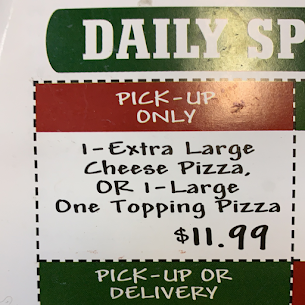 DAILY SP
PICK-UP
ONLY
1-Extra Large
Cheese Pizza,
OR 1-Large
One Topping Pizza
$11.99
PICK-UP OR
DELIVERY